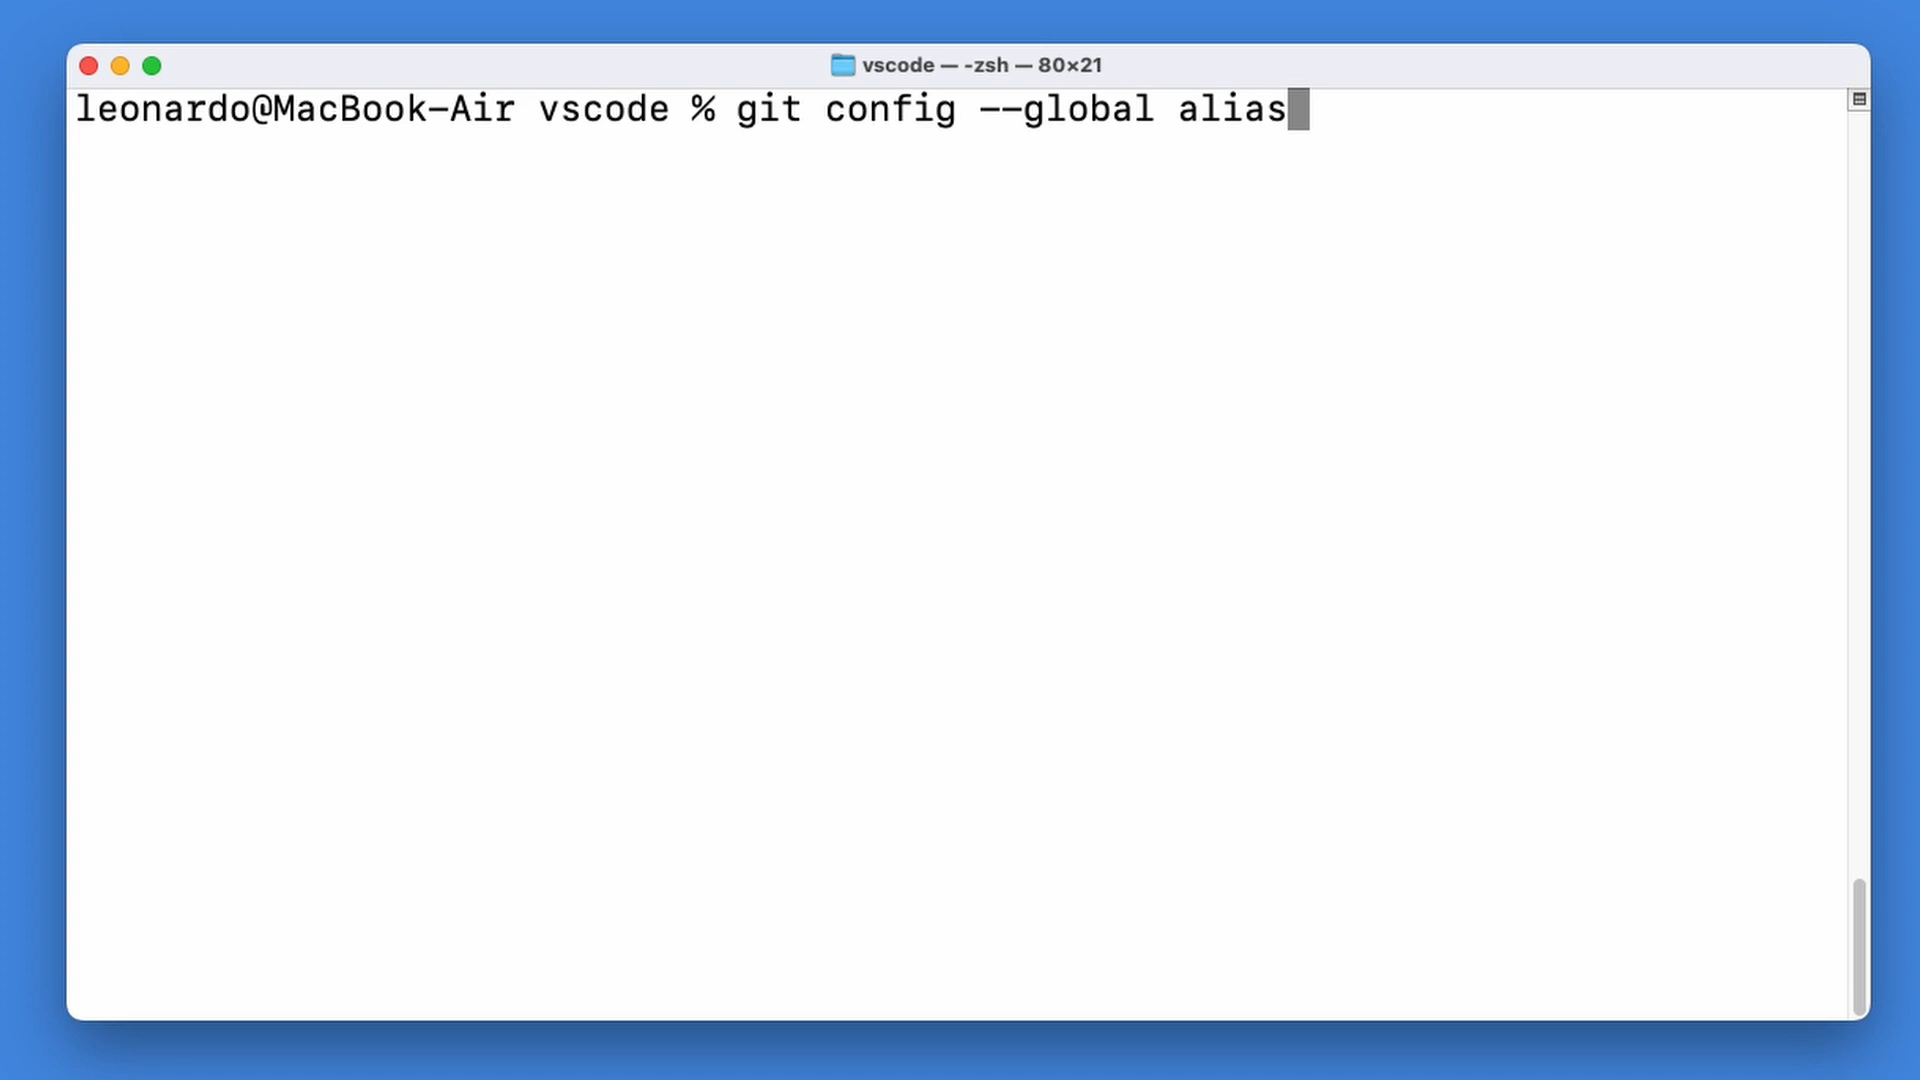 vscode — -zsh — 80×21
leonardo@MacBook-Air vscode % git config --global alias